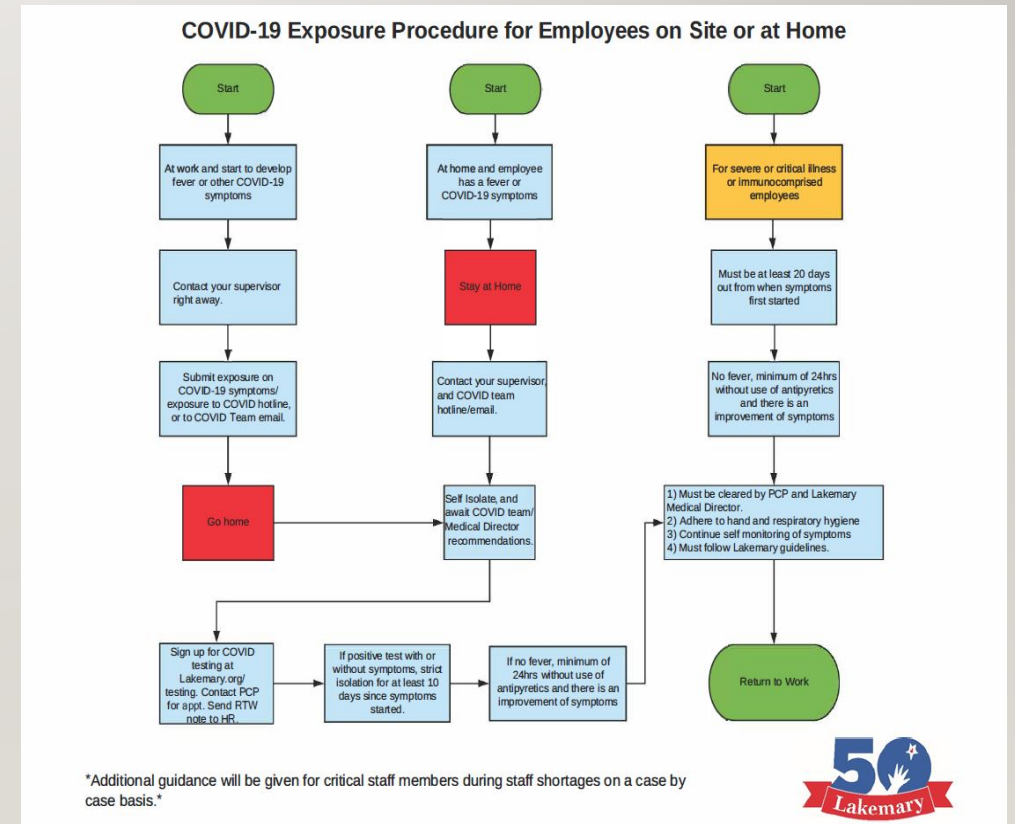 COVID-19 Exposure Procedure for Employees on Site or at Home
Start
At work and start to develop
fever or other COVID-19
symptoms
Contact your supervisor
right away.
Submit exposure on
COVID-19 symptoms/
exposure to COVID hotline,
or to COVID Team email.
Go home
Start
At home and employee
has a fever or
COVID-19 symptoms
Stay at Home
Contact your supervisor,
and COVID team
hotline/email.
Self Isolate, and
await COVID team/
Medical Director
recommendations.
Sign up for COVID
testing at
Lakemary.org/
testing. Contact PCP
for appt. Send RTW
note to HR.
If positive test with or
without symptoms, strict
isolation for at least 10
days since symptoms
started.
If no fever, minimum of
24hrs without use of
antipyretics and there is an
improvement of symptoms
Start
For severe or critical illness
or immunocomprised
employees
Must be at least 20 days
out from when symptoms
first started
No fever, minimum of 24hrs
without use of antipyretics
and there is an
improvement of symptoms
1) Must be cleared by PCP and Lakemary
Medical Director.
2) Adhere to hand and respiratory hygiene
3) Continue self monitoring of symptoms
4) Must follow Lakemary guidelines.
Return to Work
*Additional guidance will be given for critical staff members during staff shortages on a case by
case basis.*
50
Lakemary